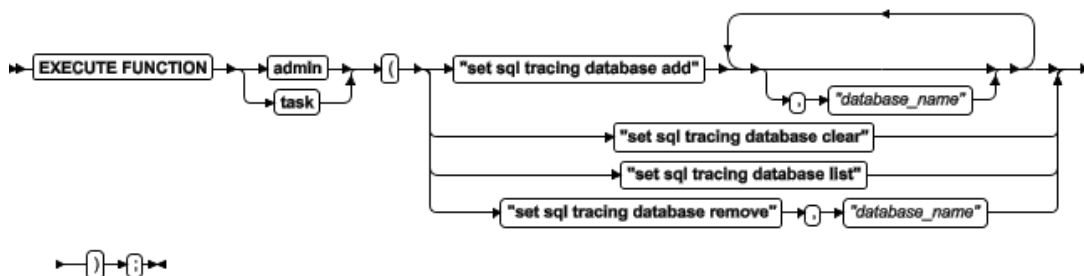 EXECUTE FUNCTION admin ( "set sql tracing database add"
task , "database_name"
"set sql tracing database clear"
"set sql tracing database list"
"set sql tracing database remove" , "database_name"
) ;